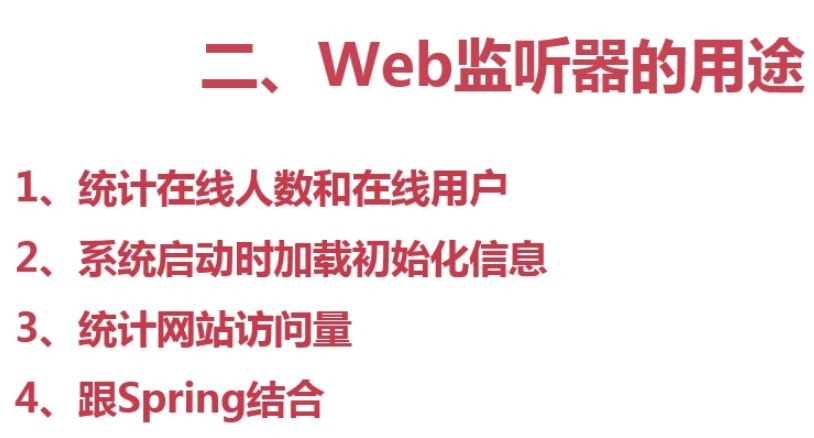 二、Web监听器的用途
1、统计在线人数和在线用户
2、系统启动时加载初始化信息
3、统计网站访问量
4、跟Spring结合